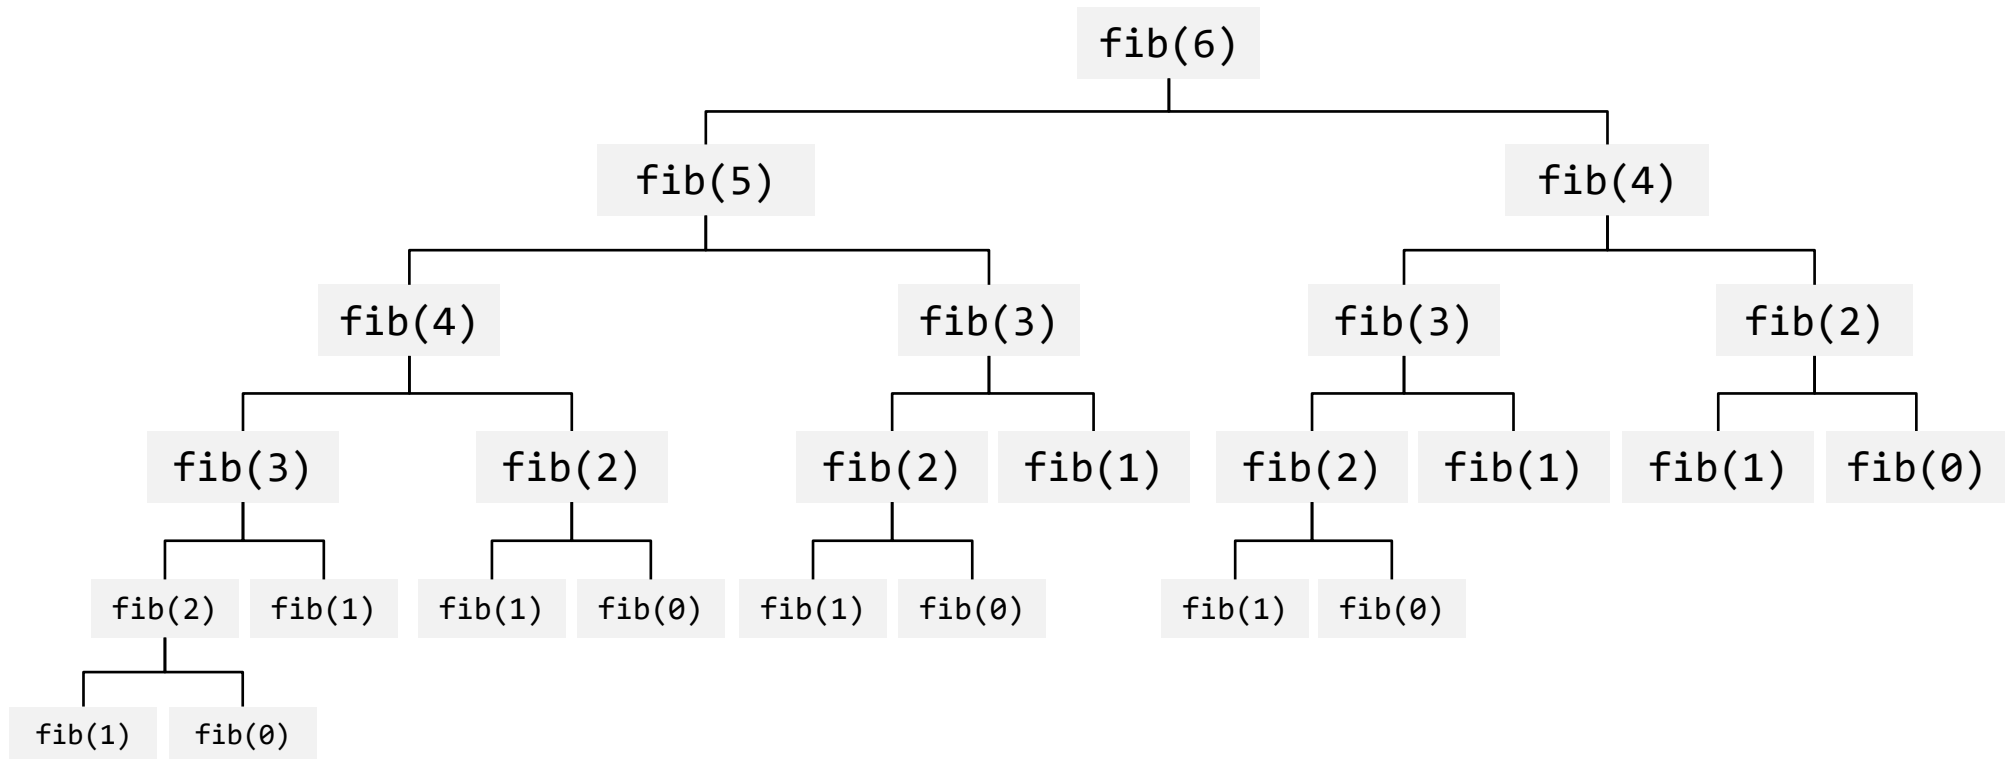 fib(6)
fib(5) fib(4)
fib(4) fib(3) fib(3) fib(2)
fib(3) fib(2) fib(2) fib(1) fib(2) fib(1) fib(1) fib(0)
fib(2) fib(1) fib(1) fib(0) fib(1) fib(0) fib(1) fib(0)
fib(1) fib(0)